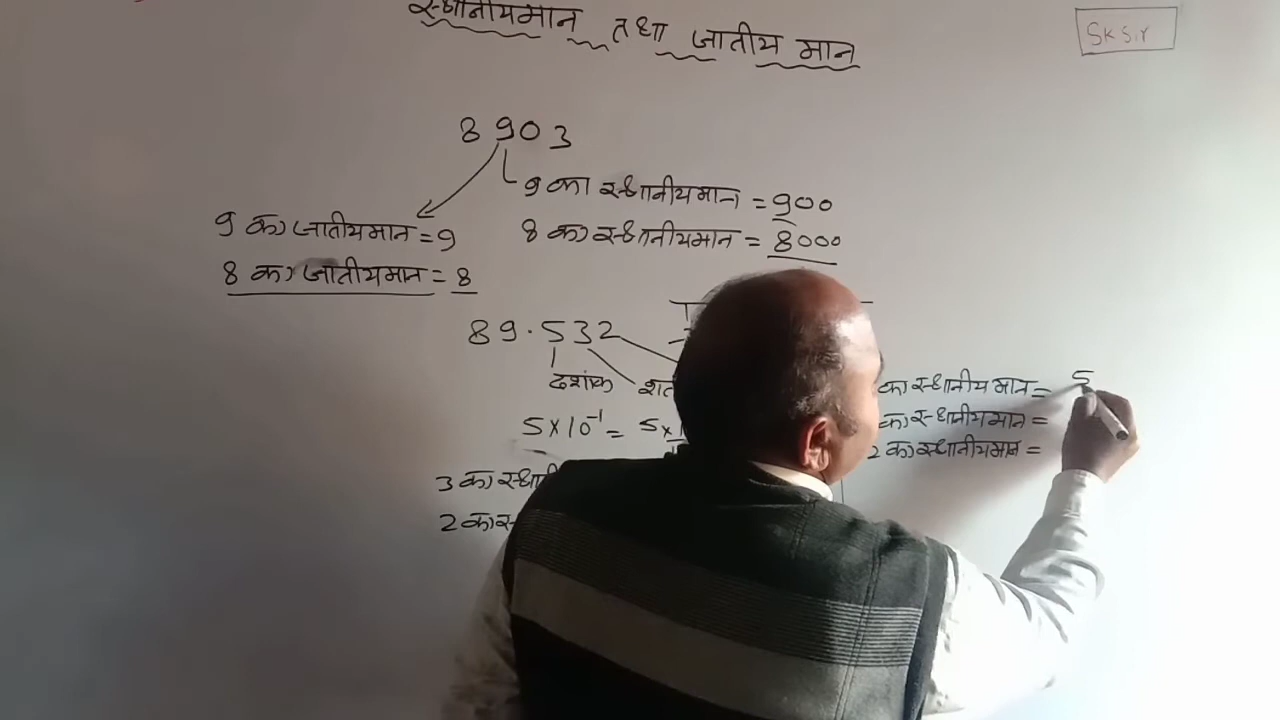 स्थानीयमान तथा जातीय मान
SK Sir
8903
9 का स्थानीयमान = 900
9 का जातीयमान = 9
8 का स्थानीयमान = 8000
8 का जातीयमान = 8
89.532
दशांक
का स्थानीय मान = 5
5×10⁻¹ = 5×
का स्थानीयमान =
2 का स्थानीयमान =
3 का
2 का